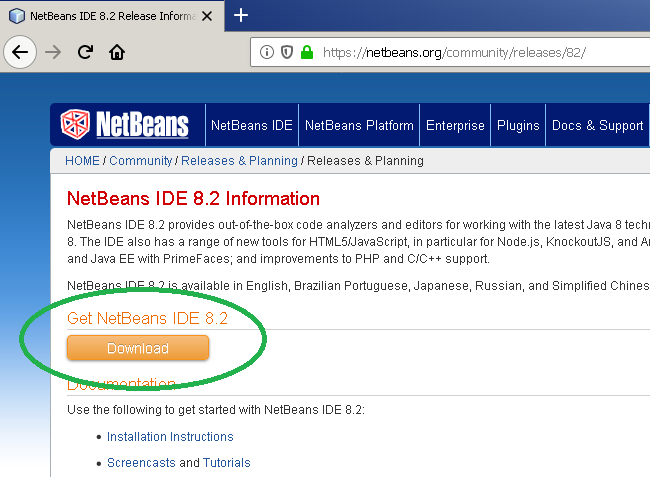 NetBeans IDE 8.2 Release Informa
https://netbeans.org/community/releases/82/
NetBeans
NetBeans IDE
NetBeans Platform
Enterprise
Plugins
Docs & Support
HOME / Community / Releases & Planning / Releases & Planning
NetBeans IDE 8.2 Information
NetBeans IDE 8.2 provides out-of-the-box code analyzers and editors for working with the latest Java 8 techn
8. The IDE also has a range of new tools for HTML5/JavaScript, in particular for Node.js, KnockoutJS, and An
and Java EE with PrimeFaces; and improvements to PHP and C/C++ support.
NetBeans IDE 8.2 is available in English, Brazilian Portuguese, Japanese, Russian, and Simplified Chines
Get NetBeans IDE 8.2
Download
Documentation
Use the following to get started with NetBeans IDE 8.2:
• Installation Instructions
• Screencasts and Tutorials